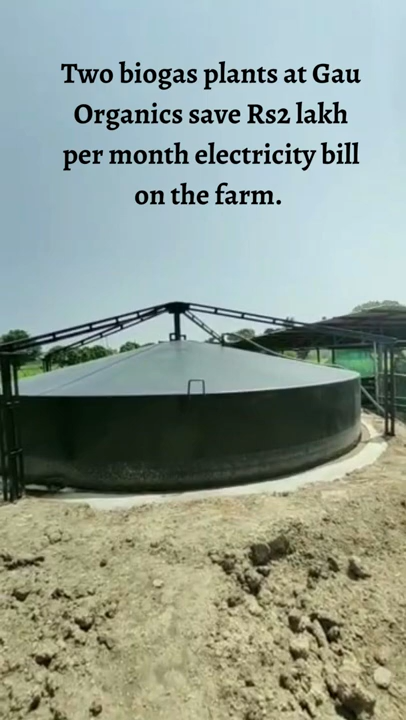 Two biogas plants at Gau
Organics save Rs2 lakh
per month electricity bill
on the farm.